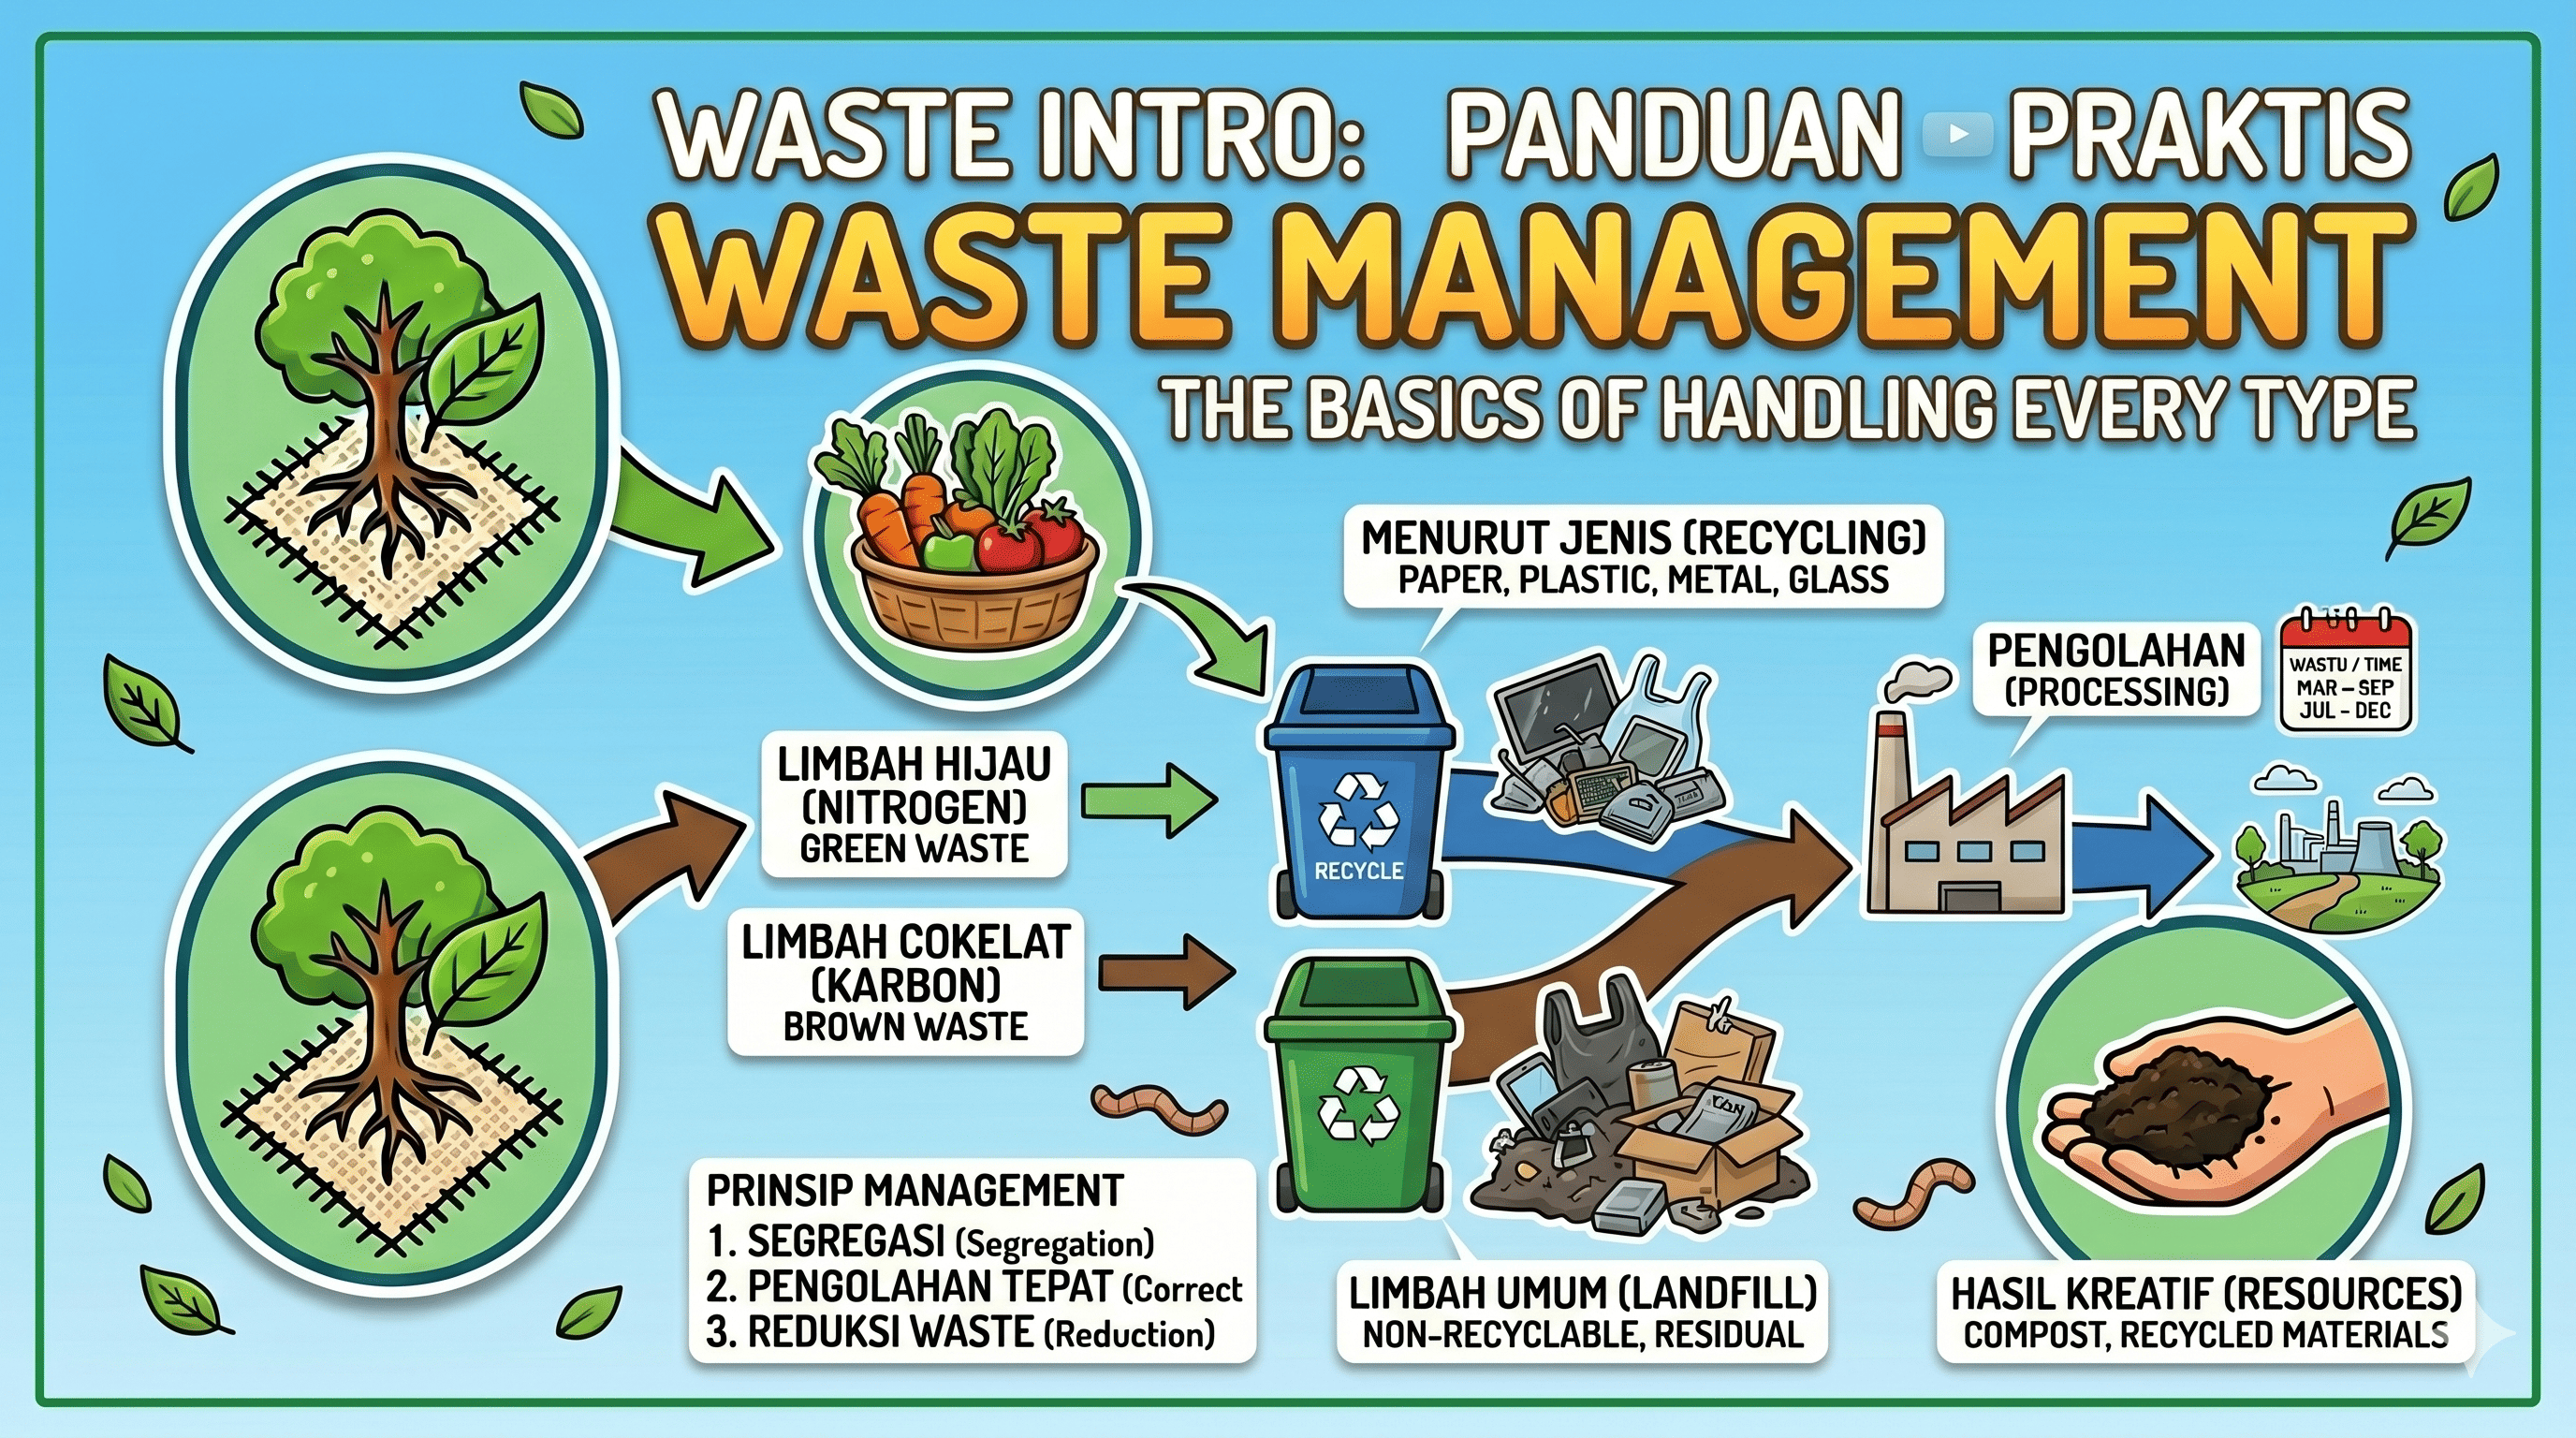 WASTE INTRO: PANDUAN PRAKTIS
WASTE MANAGEMENT
THE BASICS OF HANDLING EVERY TYPE
MENURUT JENIS (RECYCLING)
PAPER, PLASTIC, METAL, GLASS
PENGOLAHAN
(PROCESSING)
WASTU / TIME
MAR – SEP
JUL – DEC
LIMBAH HIJAU
(NITROGEN)
GREEN WASTE
RECYCLE
LIMBAH COKELAT
(KARBON)
BROWN WASTE
PRINSIP MANAGEMENT
1. SEGREGASI (Segregation)
2. PENGOLAHAN TEPAT (Correct
3. REDUKSI WASTE (Reduction)
LIMBAH UMUM (LANDFILL)
NON-RECYCLABLE, RESIDUAL
HASIL KREATIF (RESOURCES)
COMPOST, RECYCLED MATERIALS